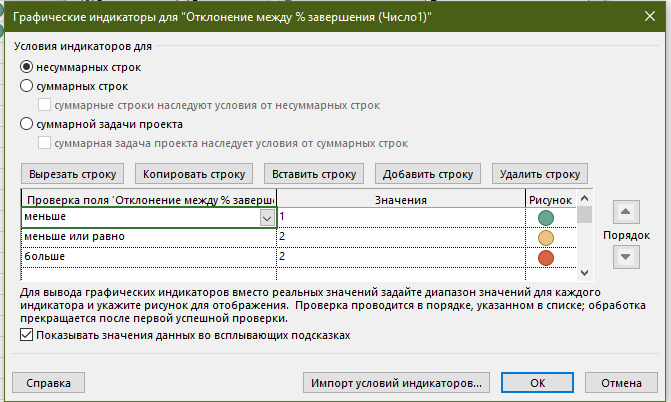 Графические индикаторы для "Отклонение между % завершения (Число1)"
Условия индикаторов для
несуммарных строк
суммарных строк
суммарные строки наследуют условия от несуммарных строк
суммарной задачи проекта
суммарная задача проекта наследует условия от суммарных строк
Вырезать строку Копировать строку Вставить строку Добавить строку Удалить строку
Проверка поля 'Отклонение между % заверше Значения Рисунок
меньше 1
меньше или равно 2
больше 2
Порядок
Для вывода графических индикаторов вместо реальных значений задайте диапазон значений для каждого
индикатора и укажите рисунок для отображения. Проверка проводится в порядке, указанном в списке; обработка
прекращается после первой успешной проверки.
Показывать значения данных во всплывающих подсказках
Справка Импорт условий индикаторов... ОК Отмена